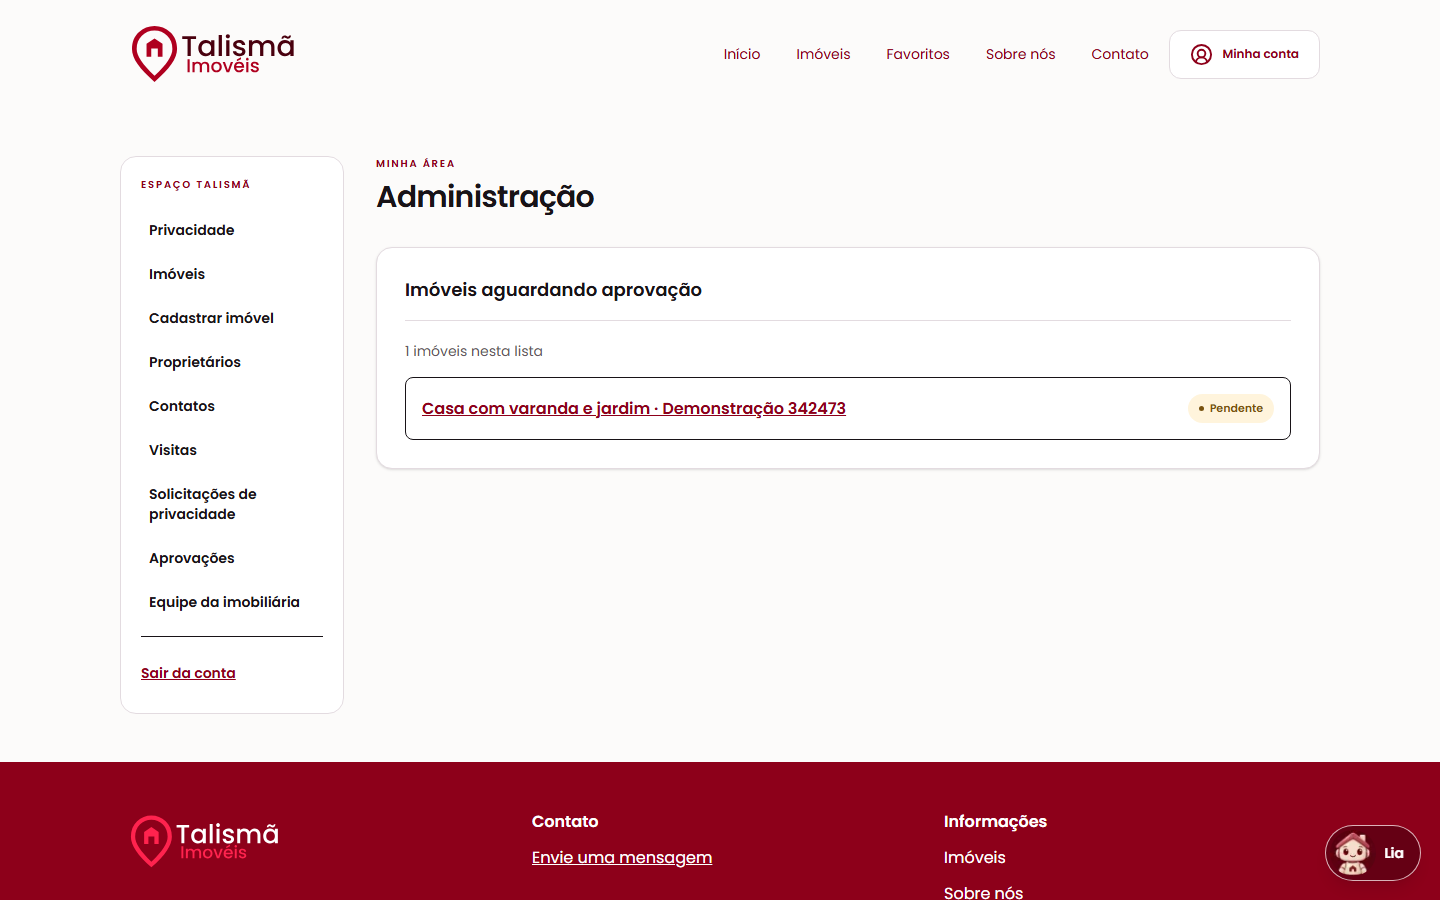 Talismã
Imovéis
Início
Imóveis
Favoritos
Sobre nós
Contato
Minha conta
ESPAÇO TALISMÃ
Privacidade
Imóveis
Cadastrar imóvel
Proprietários
Contatos
Visitas
Solicitações de
privacidade
Aprovações
Equipe da imobiliária
Sair da conta
MINHA ÁREA
Administração
Imóveis aguardando aprovação
1 imóveis nesta lista
Casa com varanda e jardim · Demonstração 342473
Pendente
Talismã
Imovéis
Contato
Envie uma mensagem
Informações
Imóveis
Sobre nós
Lia